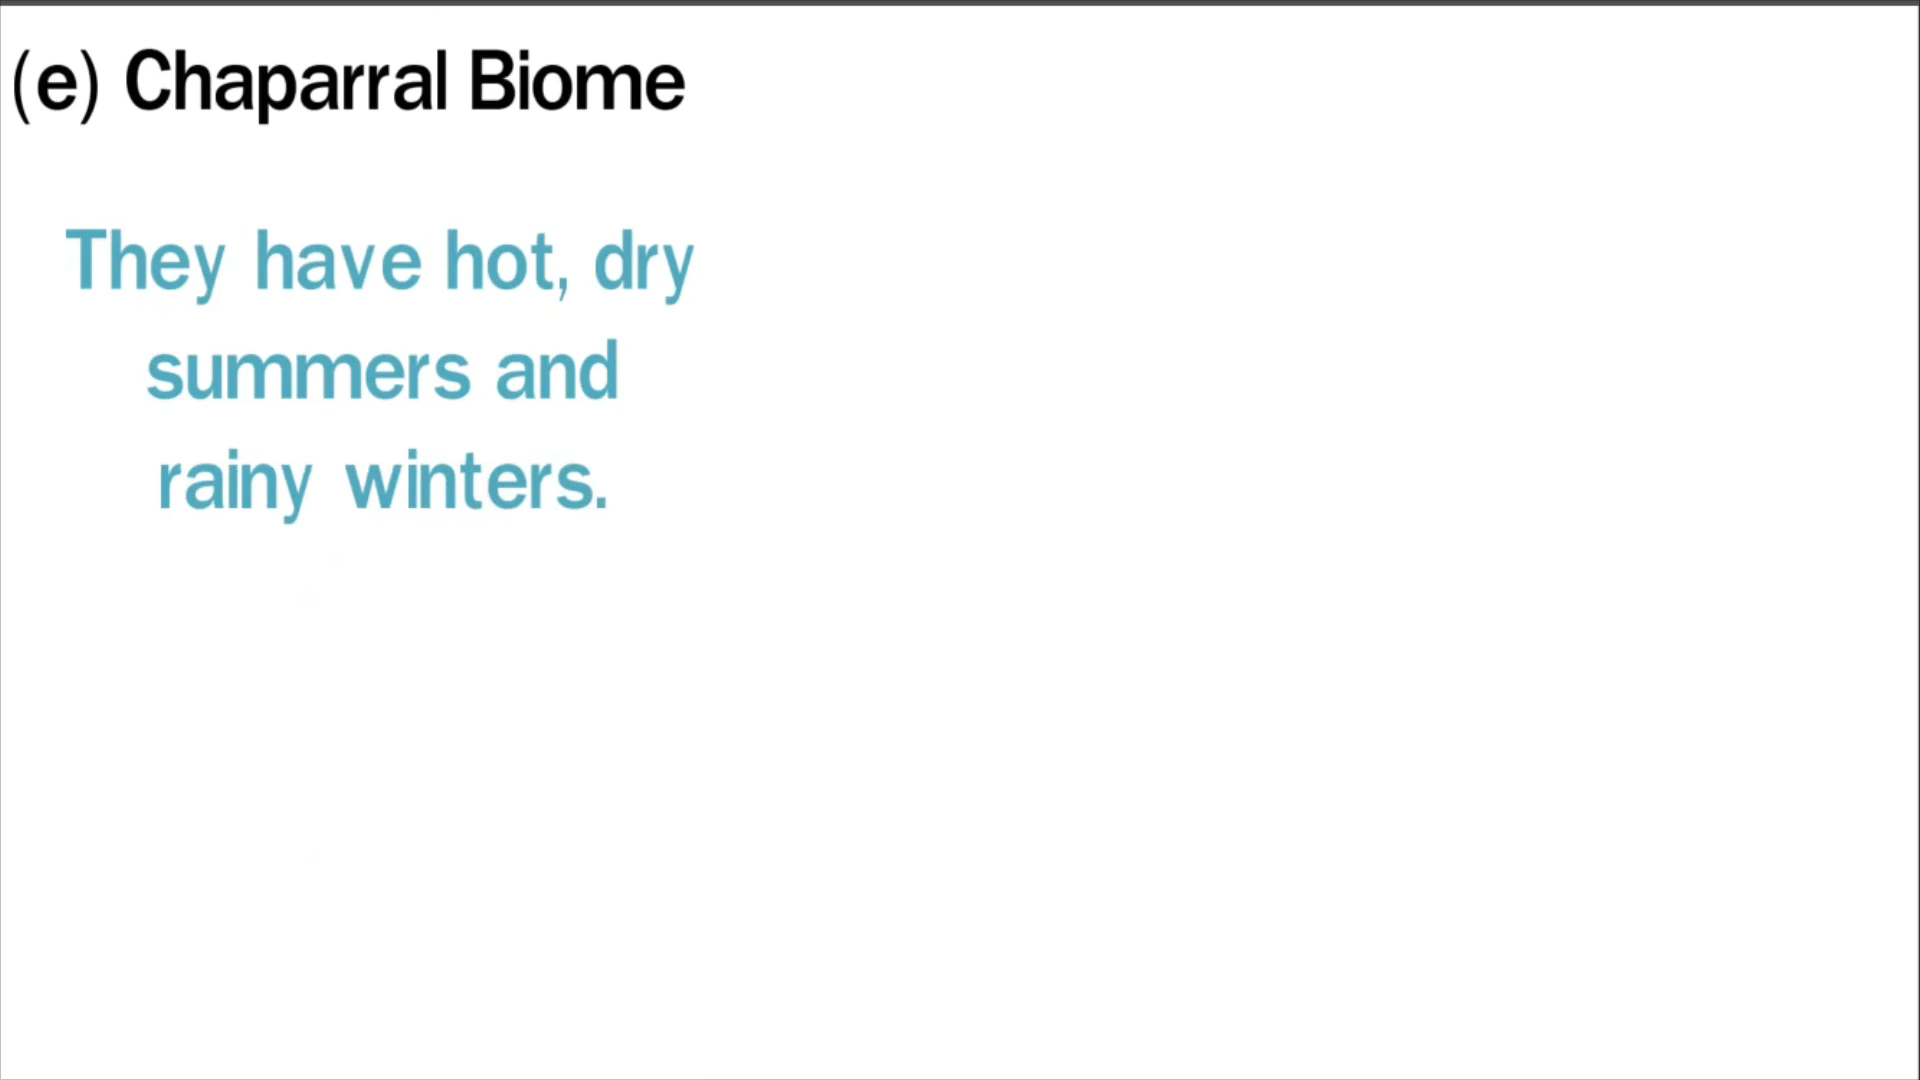 (e) Chaparral Biome
They have hot, dry
summers and
rainy winters.